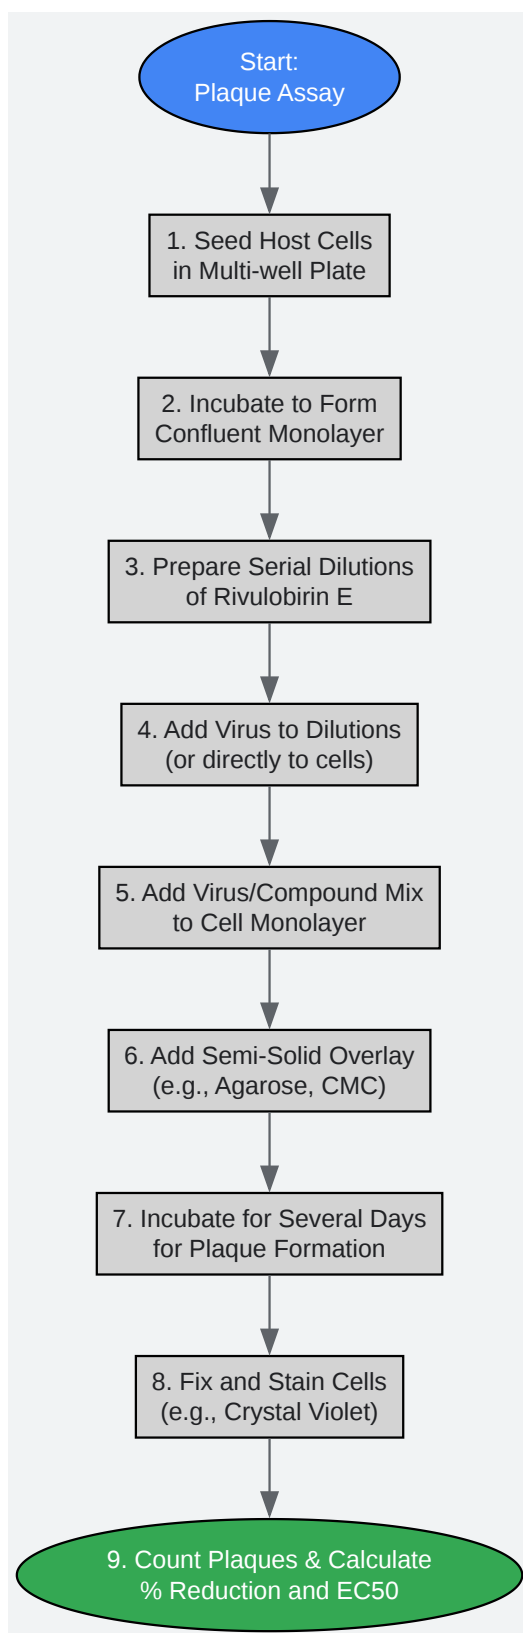 Start:
Plaque Assay
1. Seed Host Cells
in Multi-well Plate
2. Incubate to Form
Confluent Monolayer
3. Prepare Serial Dilutions
of Rivulobirin E
4. Add Virus to Dilutions
(or directly to cells)
5. Add Virus/Compound Mix
to Cell Monolayer
6. Add Semi-Solid Overlay
(e.g., Agarose, CMC)
7. Incubate for Several Days
for Plaque Formation
8. Fix and Stain Cells
(e.g., Crystal Violet)
9. Count Plaques & Calculate
% Reduction and EC50